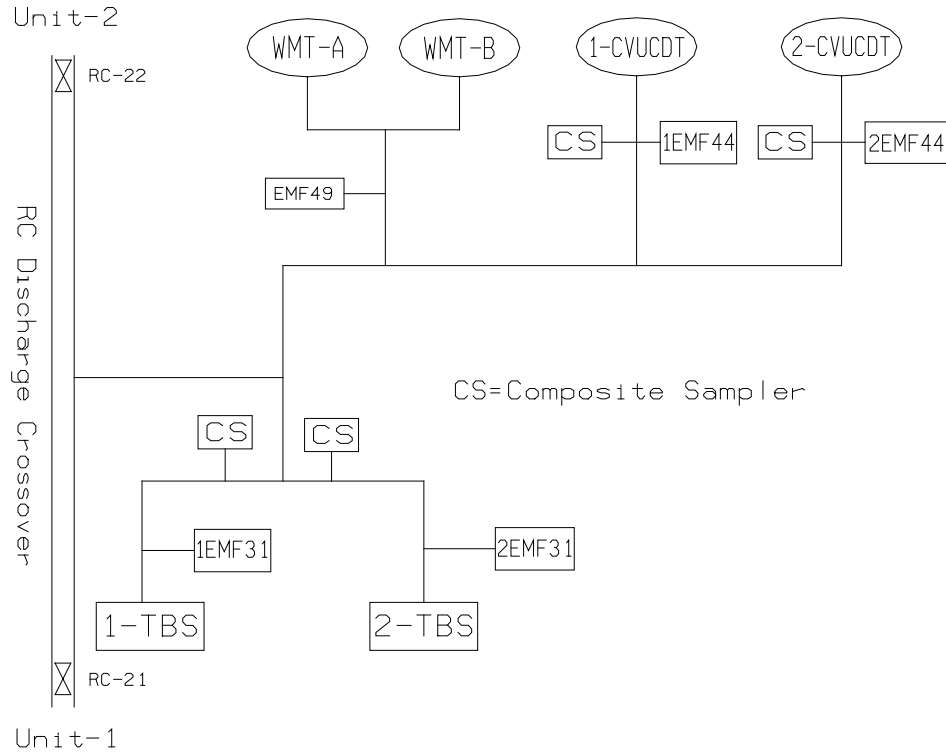 Unit-2
WMT-A
WMT-B
1-CVUCDT
2-CVUCDT
RC-22
CS
1EMF44
CS
2EMF44
EMF49
RC Discharge Crossover
CS=Composite Sampler
CS
CS
1EMF31
2EMF31
1-TBS
2-TBS
RC-21
Unit-1